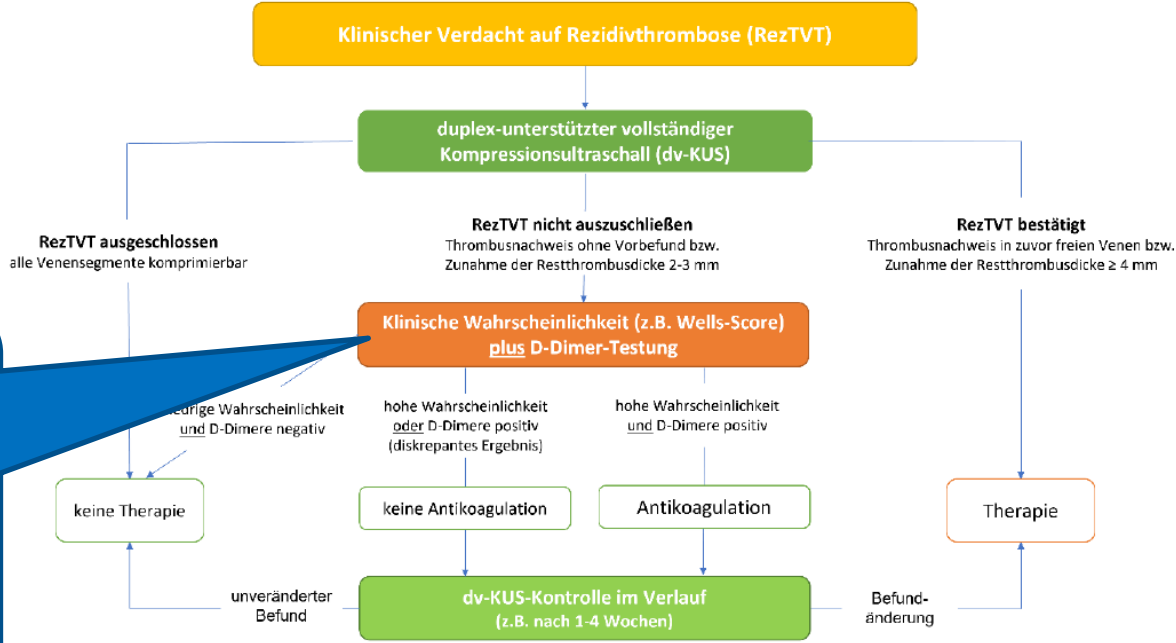 Klinischer Verdacht auf Rezidivthrombose (RezTVT)
duplex-unterstützter vollständiger
Kompressionsultraschall (dv-KUS)
RezTVT ausgeschlossen
alle Venensegmente komprimierbar
RezTVT nicht auszuschließen
Thrombusnachweis ohne Vorbefund bzw.
Zunahme der Restthrombusdicke 2-3 mm
RezTVT bestätigt
Thrombusnachweis in zuvor freien Venen bzw.
Zunahme der Restthrombusdicke ≥ 4 mm
Klinische Wahrscheinlichkeit (z.B. Wells-Score)
plus D-Dimer-Testung
Wahrscheinlichkeit
und D-Dimere negativ
hohe Wahrscheinlichkeit
oder D-Dimere positiv
(diskrepantes Ergebnis)
hohe Wahrscheinlichkeit
und D-Dimere positiv
keine Therapie
keine Antikoagulation
Antikoagulation
Therapie
unveränderter
Befund
dv-KUS-Kontrolle im Verlauf
(z.B. nach 1-4 Wochen)
Befund-
änderung